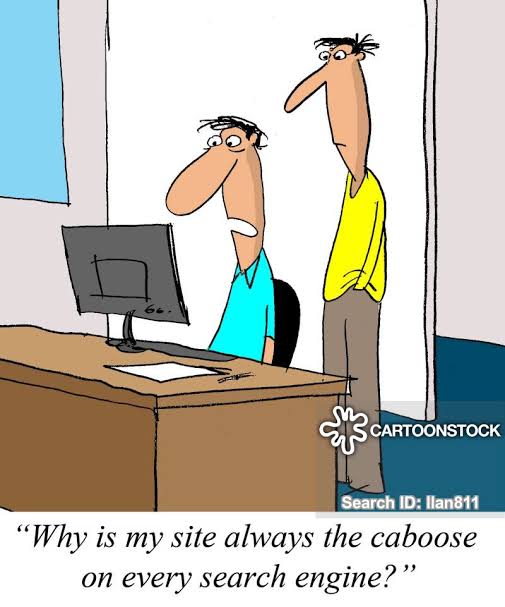 CARTOONSTOCK
Search ID: llan811
“Why is my site always the caboose
on every search engine?”